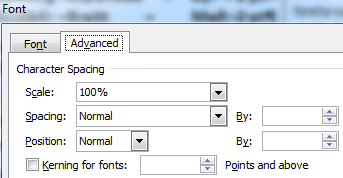 Font
Font Advanced
Character Spacing
Scale: 100%
Spacing: Normal By:
Position: Normal By:
Kerning for fonts: Points and above